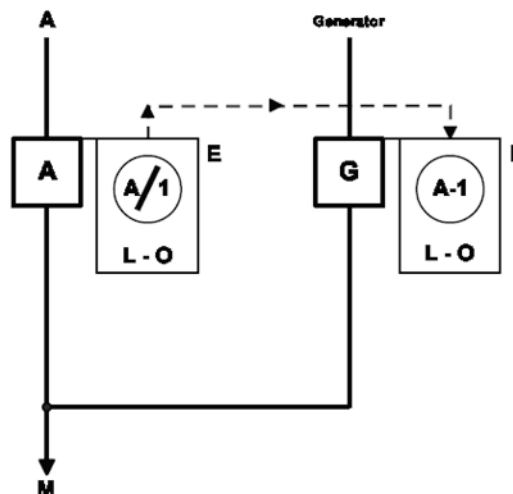 A
Generator
A
A/1
E
L - O
G
A-1
L - O
M